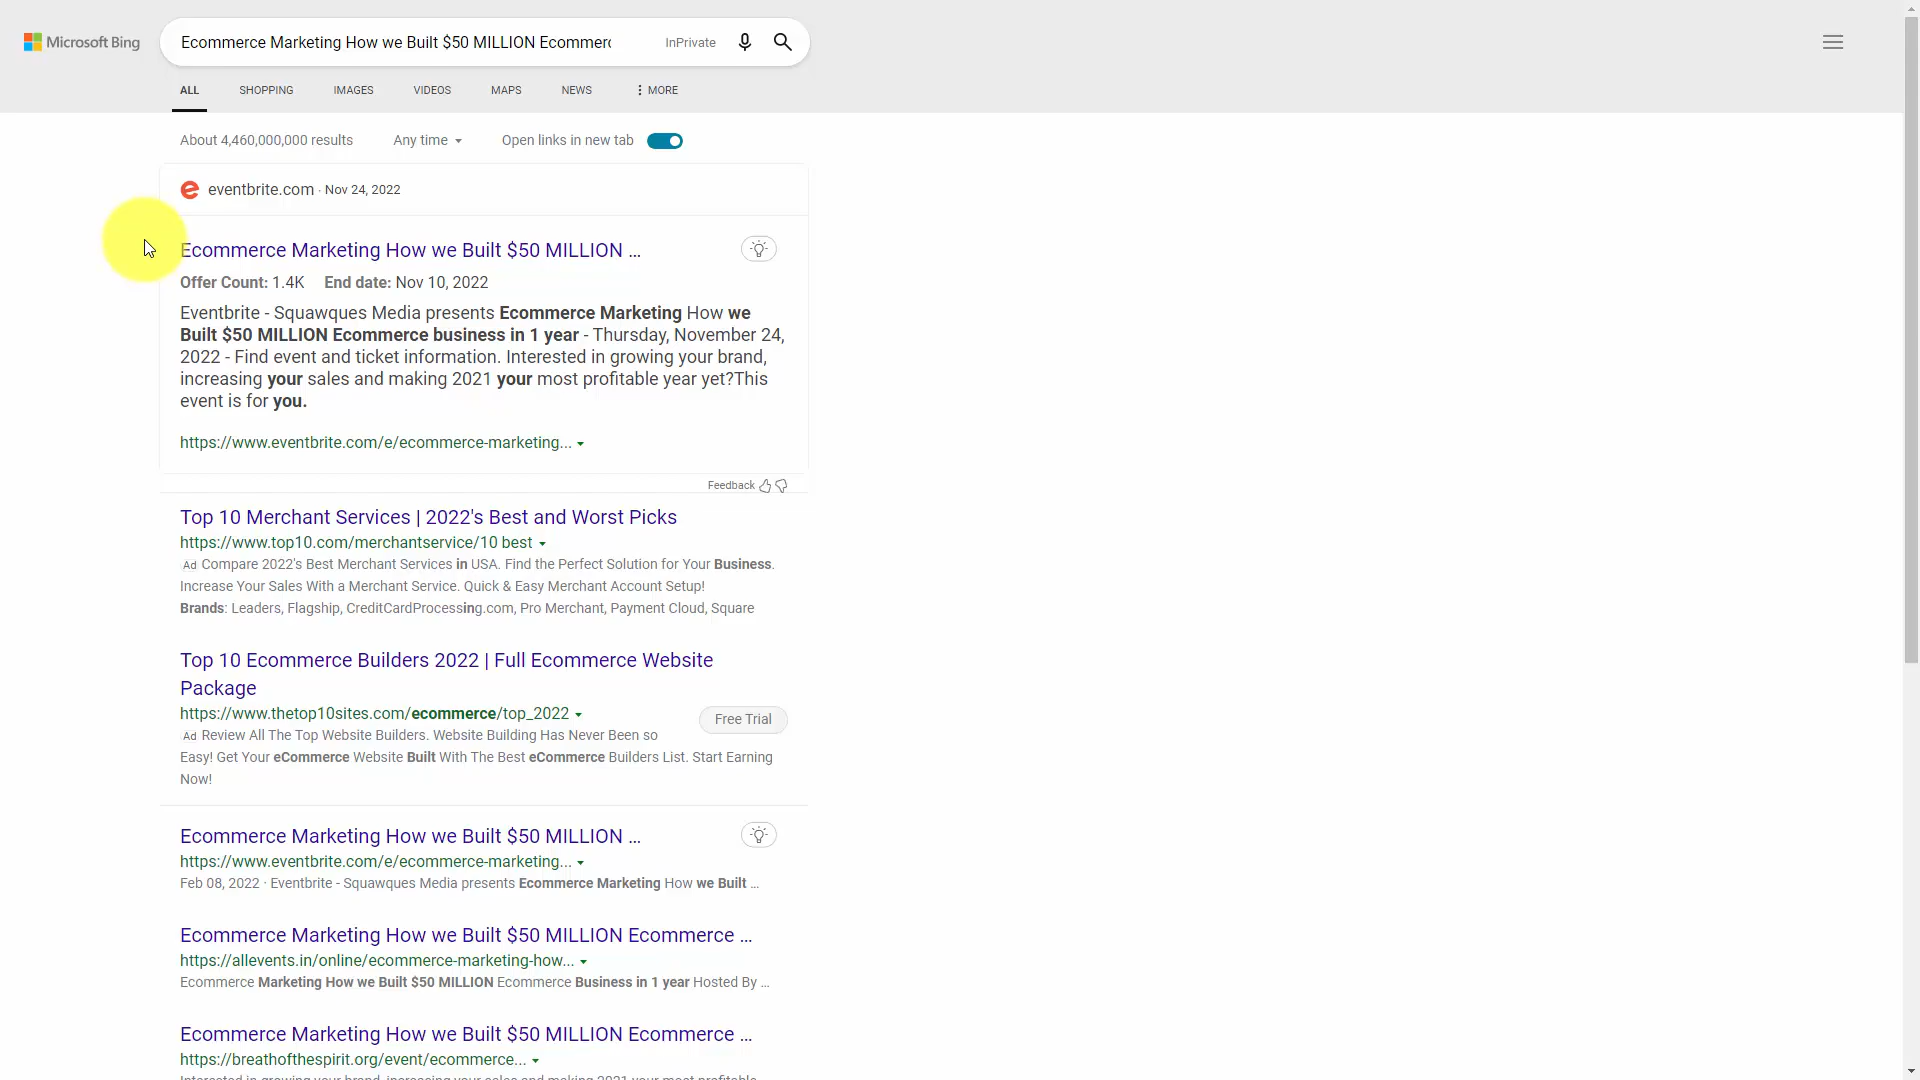 Microsoft Bing
Ecommerce Marketing How we Built $50 MILLION Ecommerc
InPrivate
ALL SHOPPING IMAGES VIDEOS MAPS NEWS MORE
About 4,460,000,000 results Any time Open links in new tab
eventbrite.com · Nov 24, 2022
Ecommerce Marketing How we Built $50 MILLION ...
Offer Count: 1.4K End date: Nov 10, 2022
Eventbrite - Squawques Media presents Ecommerce Marketing How we
Built $50 MILLION Ecommerce business in 1 year - Thursday, November 24,
2022 - Find event and ticket information. Interested in growing your brand,
increasing your sales and making 2021 your most profitable year yet?This
event is for you.
https://www.eventbrite.com/e/ecommerce-marketing...
Feedback
Top 10 Merchant Services | 2022's Best and Worst Picks
https://www.top10.com/merchantservice/10 best
Ad Compare 2022's Best Merchant Services in USA. Find the Perfect Solution for Your Business.
Increase Your Sales With a Merchant Service. Quick & Easy Merchant Account Setup!
Brands: Leaders, Flagship, CreditCardProcessing.com, Pro Merchant, Payment Cloud, Square
Top 10 Ecommerce Builders 2022 | Full Ecommerce Website
Package
https://www.thetop10sites.com/ecommerce/top_2022
Free Trial
Ad Review All The Top Website Builders. Website Building Has Never Been so
Easy! Get Your eCommerce Website Built With The Best eCommerce Builders List. Start Earning
Now!
Ecommerce Marketing How we Built $50 MILLION ...
https://www.eventbrite.com/e/ecommerce-marketing...
Feb 08, 2022 · Eventbrite - Squawques Media presents Ecommerce Marketing How we Built ...
Ecommerce Marketing How we Built $50 MILLION Ecommerce ...
https://allevents.in/online/ecommerce-marketing-how...
Ecommerce Marketing How we Built $50 MILLION Ecommerce Business in 1 year Hosted By ...
Ecommerce Marketing How we Built $50 MILLION Ecommerce ...
https://breathofthespirit.org/event/ecommerce...
Interested in growing your brand, increasing your sales and making 2021 your most profitable